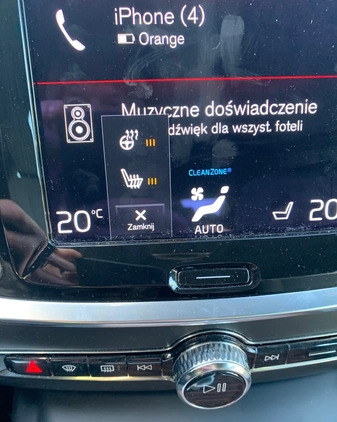 iPhone (4)
Orange
Muzyczne doświadczenie
dźwięk dla wszyst. foteli
CLEANZONE®
20°C
Zamknij
AUTO
20